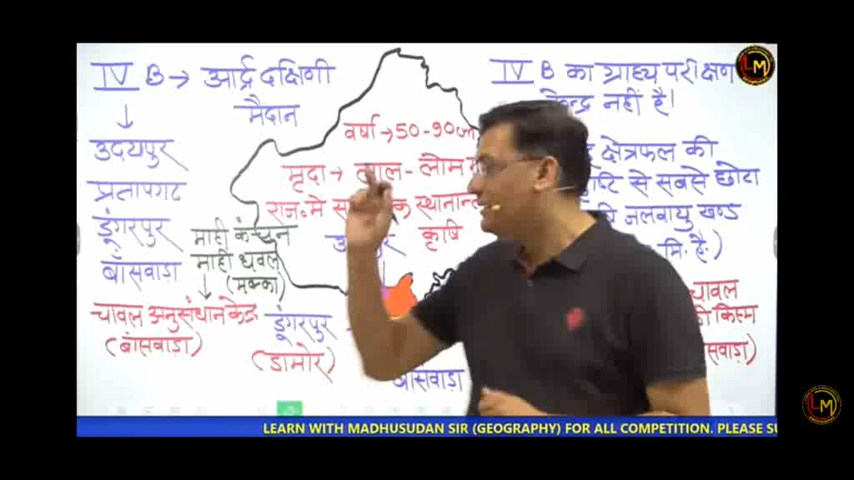 IV B → आर्द्र दक्षिणी
मैदान
↓
उदयपुर
प्रतापगढ
डूंगरपुर
बाँसवाडा
माही कंचन
माही धवल
(मक्का)
↓
चावल अनुसंधान केन्द्र
(बांसवाडा)
वर्षा → 50-90
मृदा → लाल - लोम
राज. मे
स्थानान्
कृषि
डूंगरपुर
(डामोर)
बांसवाड़ा
IV B का ग्राह्य परीक्षण
केन्द्र नहीं है।
क्षेत्रफल की
से सबसे छोटा
जलवायु खण्ड
मि. है.)
चावल
किस्म
LM
LM
LEARN WITH MADHUSUDAN SIR (GEOGRAPHY) FOR ALL COMPETITION. PLEASE SU